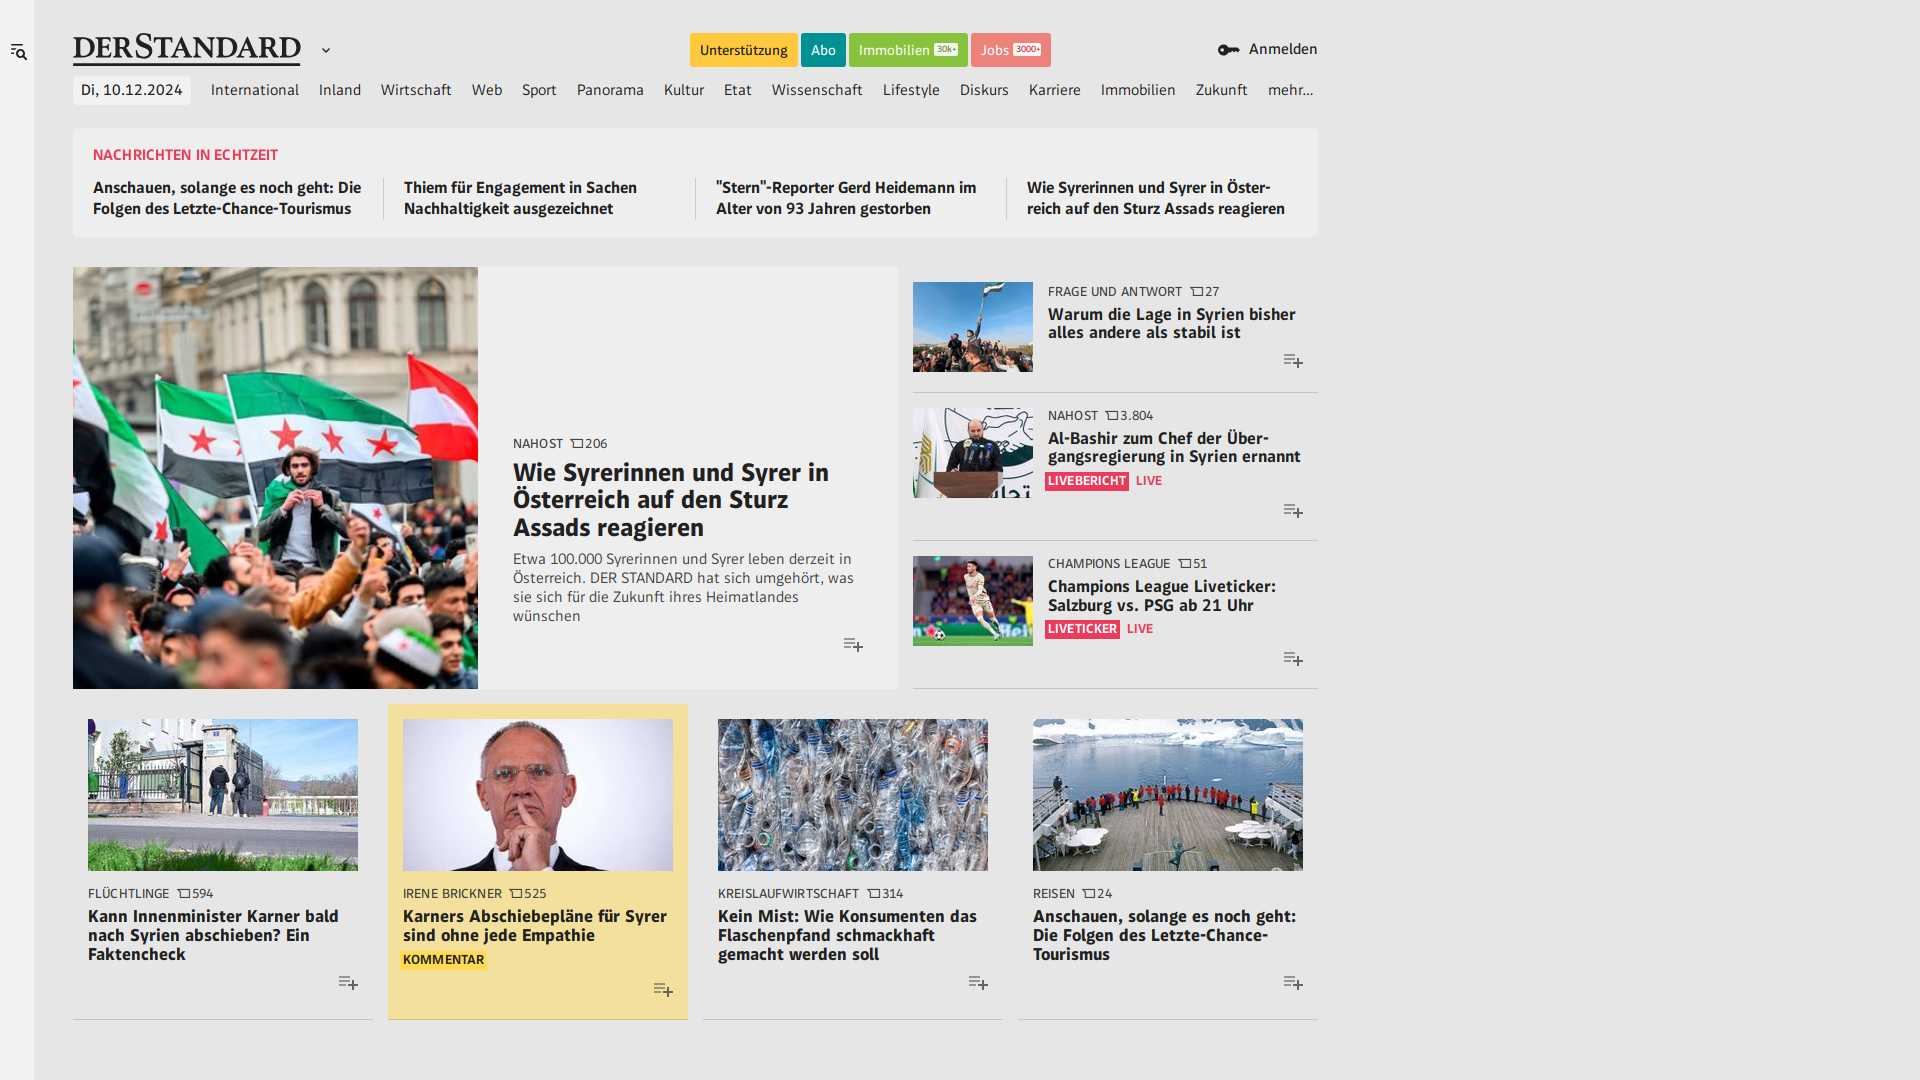 DERSTANDARD
Unterstützung
Abo
Immobilien 30k+
Jobs 3000+
Anmelden
Di, 10.12.2024
International
Inland
Wirtschaft
Web
Sport
Panorama
Kultur
Etat
Wissenschaft
Lifestyle
Diskurs
Karriere
Immobilien
Zukunft
mehr...
NACHRICHTEN IN ECHTZEIT
Anschauen, solange es noch geht: Die
Folgen des Letzte-Chance-Tourismus
Thiem für Engagement in Sachen
Nachhaltigkeit ausgezeichnet
"Stern"-Reporter Gerd Heidemann im
Alter von 93 Jahren gestorben
Wie Syrerinnen und Syrer in Öster-
reich auf den Sturz Assads reagieren
NAHOST 206
Wie Syrerinnen und Syrer in
Österreich auf den Sturz
Assads reagieren
Etwa 100.000 Syrerinnen und Syrer leben derzeit in
Österreich. DER STANDARD hat sich umgehört, was
sie sich für die Zukunft ihres Heimatlandes
wünschen
FRAGE UND ANTWORT 27
Warum die Lage in Syrien bisher
alles andere als stabil ist
NAHOST 3.804
Al-Bashir zum Chef der Über-
gangsregierung in Syrien ernannt
LIVEBERICHT LIVE
CHAMPIONS LEAGUE 51
Champions League Liveticker:
Salzburg vs. PSG ab 21 Uhr
LIVETICKER LIVE
FLÜCHTLINGE 594
Kann Innenminister Karner bald
nach Syrien abschieben? Ein
Faktencheck
IRENE BRICKNER 525
Karners Abschiebepläne für Syrer
sind ohne jede Empathie
KOMMENTAR
KREISLAUFWIRTSCHAFT 314
Kein Mist: Wie Konsumenten das
Flaschenpfand schmackhaft
gemacht werden soll
REISEN 24
Anschauen, solange es noch geht:
Die Folgen des Letzte-Chance-
Tourismus